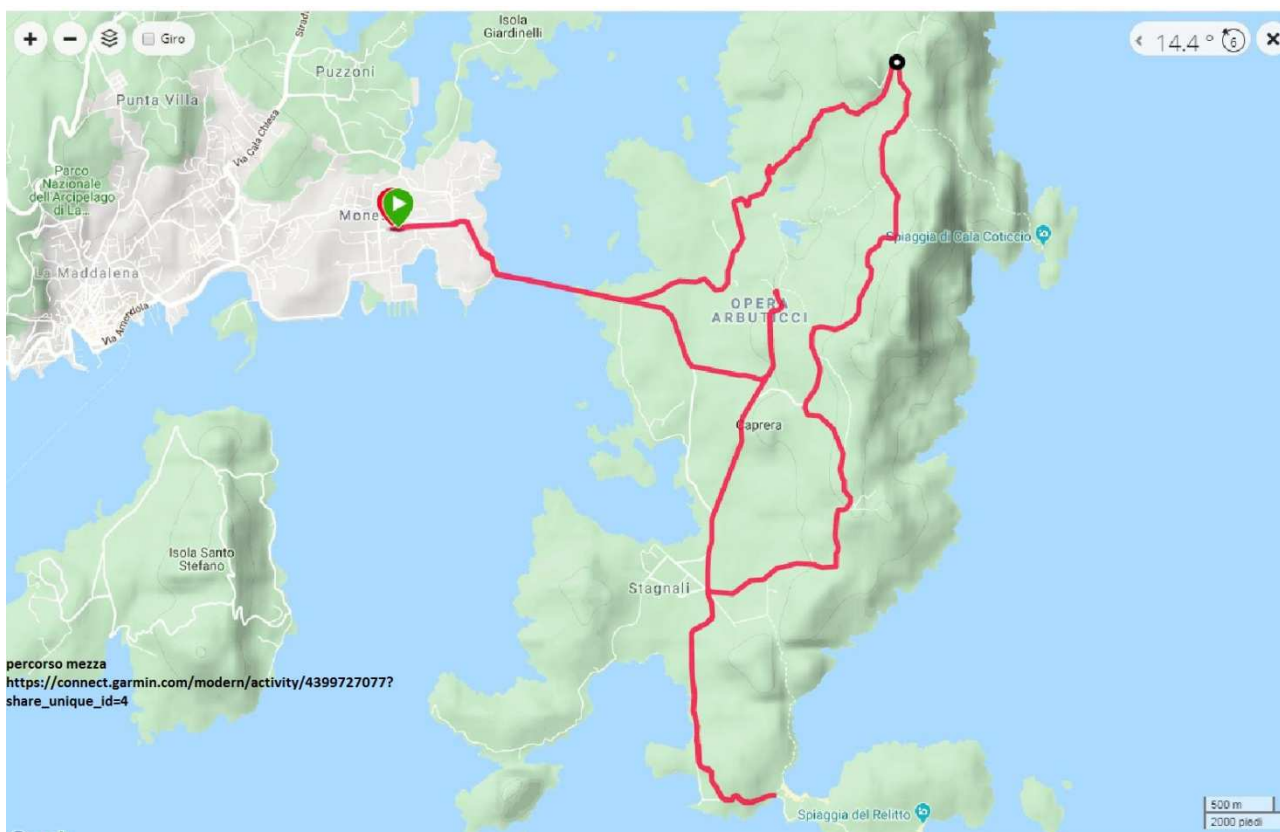 + − Giro
14.4 ° 6 ×
Isola
Giardinelli
Puzzoni
Punta Villa
Via Cala Chiesa
Parco
Nazionale
dell'Arcipelago
di La...
Mone
Spiaggia di Cala Coticcio
La Maddalena
Via Amendola
OPERA
ARBUTICCI
Caprera
Isola Santo
Stefano
Stagnali
percorso mezza
https://connect.garmin.com/modern/activity/4399727077?
share_unique_id=4
Spiaggia del Relitto
500 m
2000 piedi